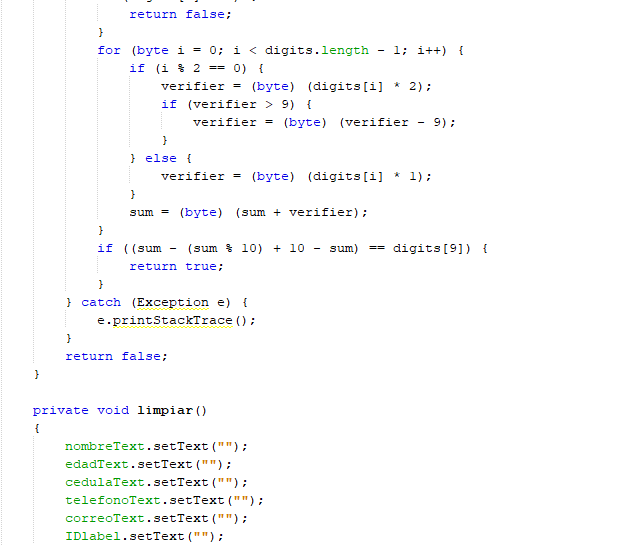 return false;
}
for (byte i = 0; i < digits.length - 1; i++) {
if (i % 2 == 0) {
verifier = (byte) (digits[i] * 2);
if (verifier > 9) {
verifier = (byte) (verifier - 9);
}
} else {
verifier = (byte) (digits[i] * 1);
}
sum = (byte) (sum + verifier);
}
if ((sum - (sum % 10) + 10 - sum) == digits[9]) {
return true;
}
} catch (Exception e) {
e.printStackTrace();
}
return false;
}
private void limpiar()
{
nombreText.setText("");
edadText.setText("");
cedulaText.setText("");
telefonoText.setText("");
correoText.setText("");
IDlabel.setText("");